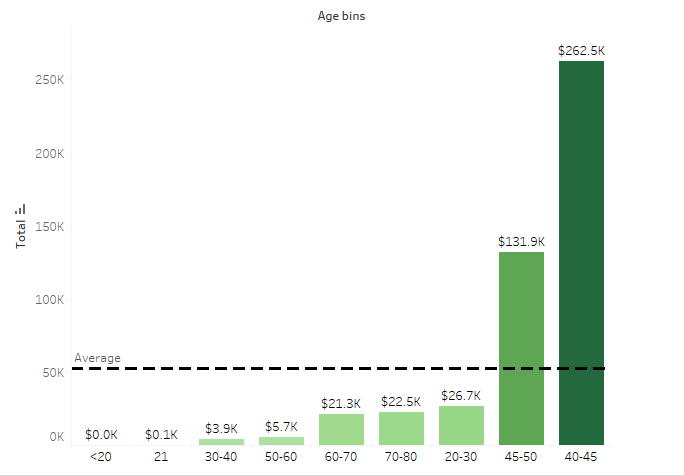 Age bins
250K
200K
150K
100K
50K
0K
Total
Average
$0.0K
$0.1K
$3.9K
$5.7K
$21.3K
$22.5K
$26.7K
$131.9K
$262.5K
<20
21
30-40
50-60
60-70
70-80
20-30
45-50
40-45